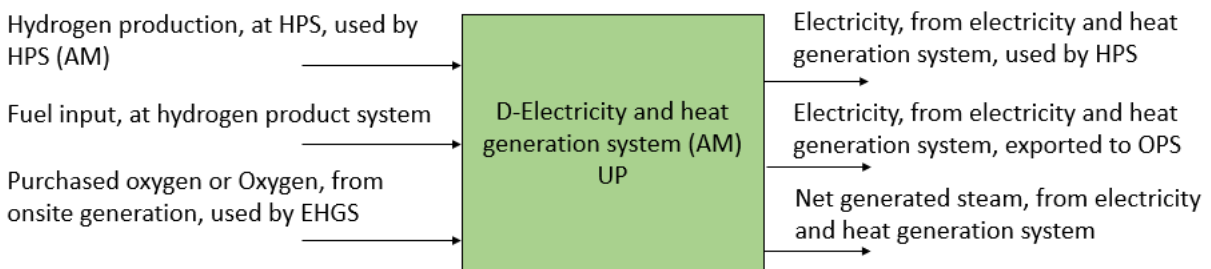 Hydrogen production, at HPS, used by
HPS (AM)
Fuel input, at hydrogen product system
Purchased oxygen or Oxygen, from
onsite generation, used by EHGS
D-Electricity and heat
generation system (AM)
UP
Electricity, from electricity and heat
generation system, used by HPS
Electricity, from electricity and heat
generation system, exported to OPS
Net generated steam, from electricity
and heat generation system